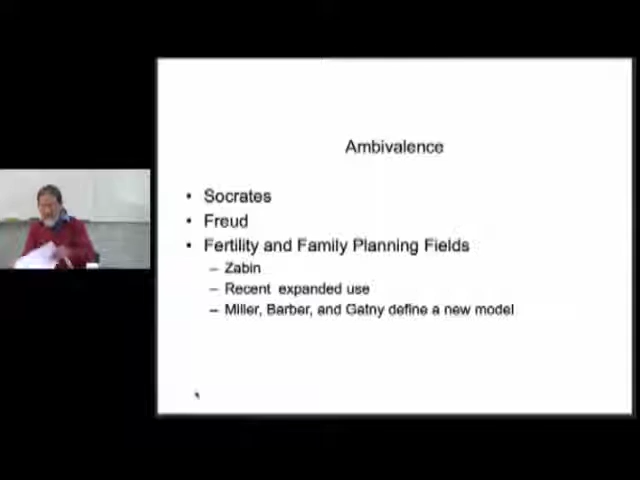 Ambivalence
• Socrates
• Freud
• Fertility and Family Planning Fields
– Zabin
– Recent expanded use
– Miller, Barber, and Gatny define a new model